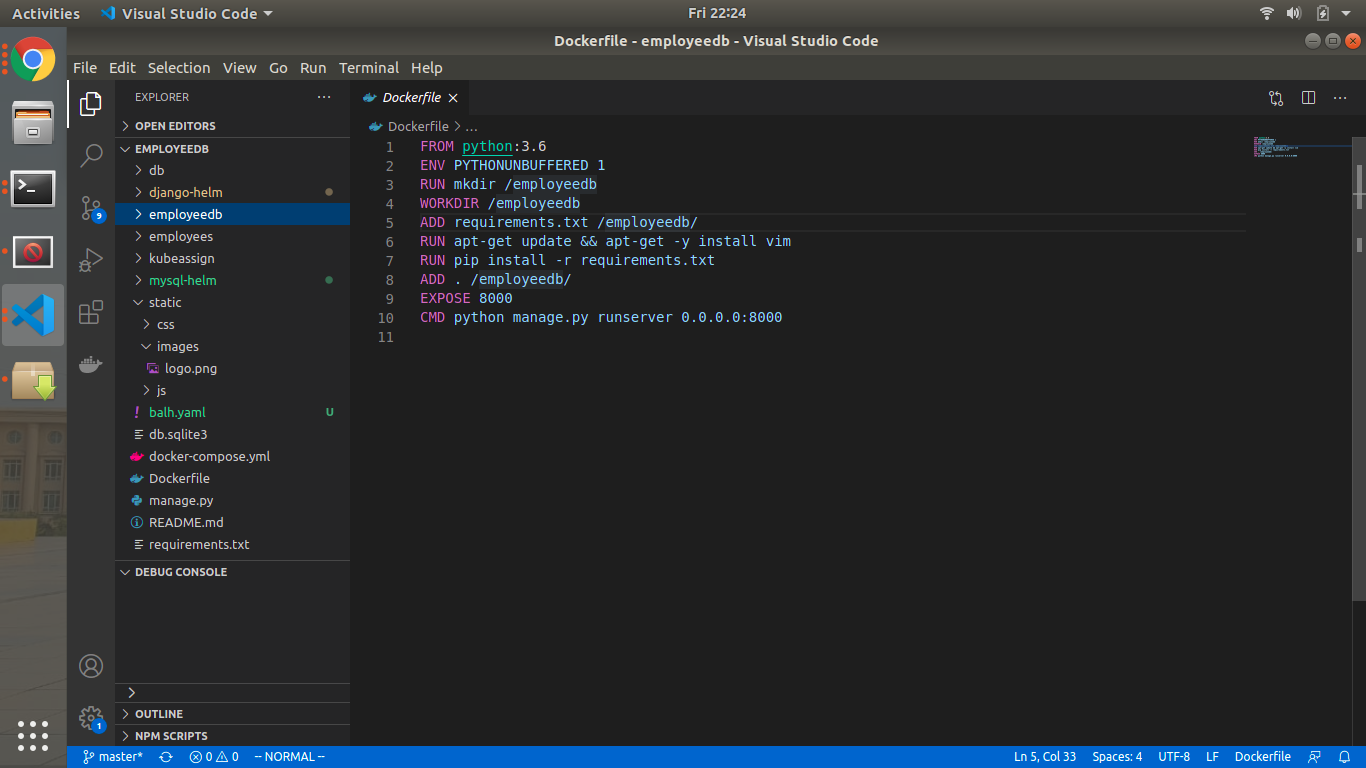 Activities Visual Studio Code Fri 22:24
Dockerfile - employeedb - Visual Studio Code
File Edit Selection View Go Run Terminal Help
EXPLORER
OPEN EDITORS
EMPLOYEEDB
db
django-helm
employeedb
employees
kubeassign
mysql-helm
static
css
images
logo.png
js
balh.yaml U
db.sqlite3
docker-compose.yml
Dockerfile
manage.py
README.md
requirements.txt
DEBUG CONSOLE
OUTLINE
NPM SCRIPTS
9
1
Dockerfile
Dockerfile > ...
1 FROM python:3.6
2 ENV PYTHONUNBUFFERED 1
3 RUN mkdir /employeedb
4 WORKDIR /employeedb
5 ADD requirements.txt /employeedb/
6 RUN apt-get update && apt-get -y install vim
7 RUN pip install -r requirements.txt
8 ADD . /employeedb/
9 EXPOSE 8000
10 CMD python manage.py runserver 0.0.0.0:8000
11
master* 0 0 -- NORMAL -- Ln 5, Col 33 Spaces: 4 UTF-8 LF Dockerfile